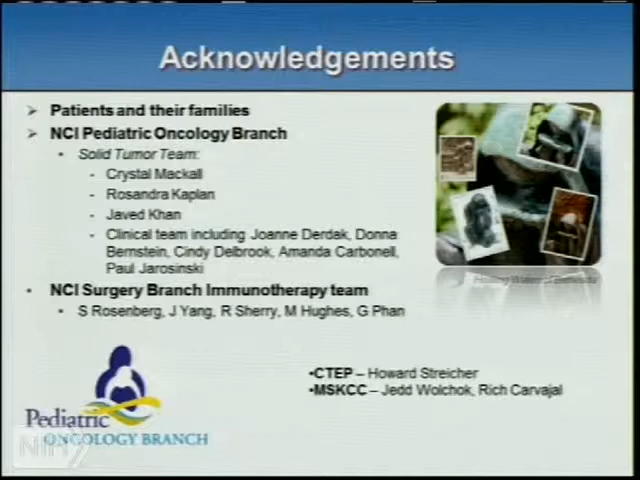 Acknowledgements
➢ Patients and their families
➢ NCI Pediatric Oncology Branch
• Solid Tumor Team:
- Crystal Mackall
- Rosandra Kaplan
- Javed Khan
- Clinical team including Joanne Derdak, Donna
Bernstein, Cindy Delbrook, Amanda Carbonell,
Paul Jarosinski
• NCI Surgery Branch Immunotherapy team
• S Rosenberg, J Yang, R Sherry, M Hughes, G Phan
•CTEP – Howard Streicher
•MSKCC – Jedd Wolchok, Rich Carvajal
Pediatric
ONCOLOGY BRANCH
NIH